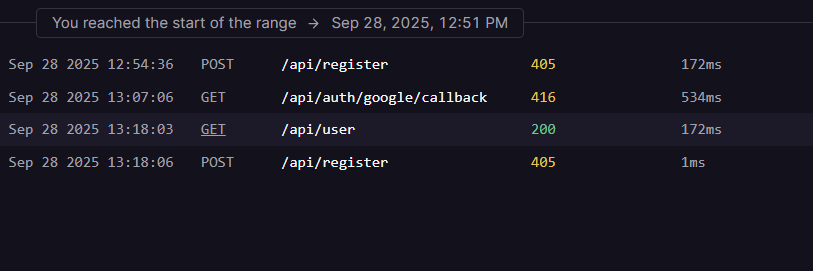 You reached the start of the range → Sep 28, 2025, 12:51 PM
Sep 28 2025 12:54:36 POST /api/register 405 172ms
Sep 28 2025 13:07:06 GET /api/auth/google/callback 416 534ms
Sep 28 2025 13:18:03 GET /api/user 200 172ms
Sep 28 2025 13:18:06 POST /api/register 405 1ms